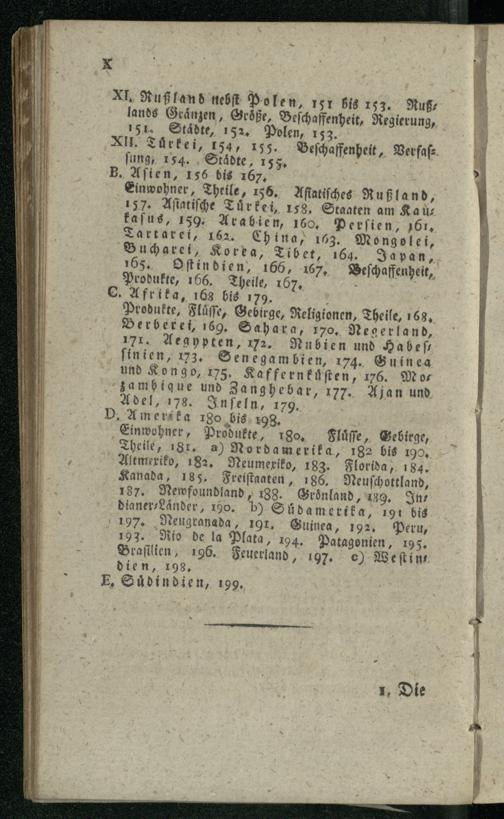 X
XI. Rußland nebst Polen, 151 bis 153. Ruß-
lands Gränzen, Größe, Beschaffenheit, Regierung,
151. Städte, 152. Polen, 153.
XII. Türkei, 154, 155. Beschaffenheit, Verfas-
sung, 154. Städte, 155.
B. Asien, 156 bis 167.
Einwohner, Theile, 156. Asiatisches Rußland,
157. Asiatische Türkei, 158. Staaten am Kau-
kasus, 159. Arabien, 160. Persien, 161.
Tartarei, 162. China, 163. Mongolei,
Bucharei, Korea, Tibet, 164. Japan,
165. Ostindien, 166, 167. Beschaffenheit,
Produkte, 166. Theile, 167.
C. Afrika, 168 bis 179.
Produkte, Flüsse, Gebirge, Religionen, Theile, 168.
Berberei, 169. Sahara, 170. Negerland,
171. Aegypten, 172. Nubien und Habes-
sinien, 173. Senegambien, 174. Guinea
und Kongo, 175. Kaffernküsten, 176. Mo-
zambique und Zanghebar, 177. Ajan und
Adel, 178. Inseln, 179.
D. Amerika 180 bis 198.
Einwohner, Produkte, 180. Flüsse, Gebirge,
Theile, 181. a) Nordamerika, 182 bis 190.
Altmexiko, 182. Neumexiko, 183. Florida, 184.
Kanada, 185. Freistaaten, 186. Neuschottland,
187. Newfoundland, 188. Grönland, 189. In-
dianer-Länder, 190. b) Südamerika, 191 bis
197. Neugranada, 191. Guinea, 192. Peru,
193. Rio de la Plata, 194. Patagonien, 195.
Brasilien, 196. Feuerland, 197. c) Westin-
dien, 198.
E. Südindien, 199.
1. Die